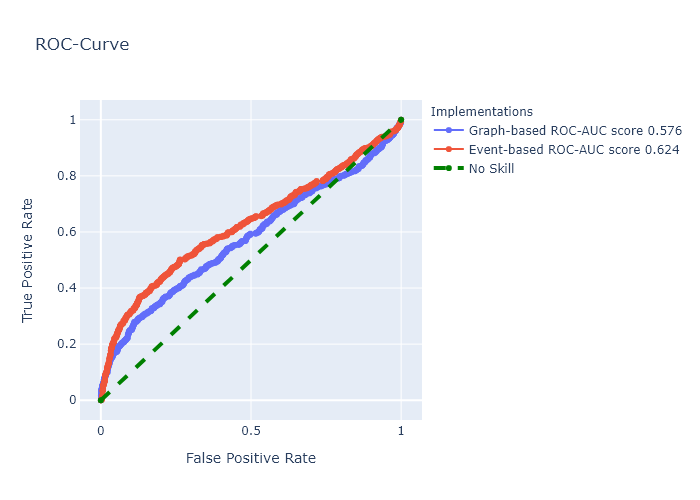 ROC-Curve
Implementations
Graph-based ROC-AUC score 0.576
Event-based ROC-AUC score 0.624
No Skill
True Positive Rate
1
0.8
0.6
0.4
0.2
0
0
0.5
1
False Positive Rate